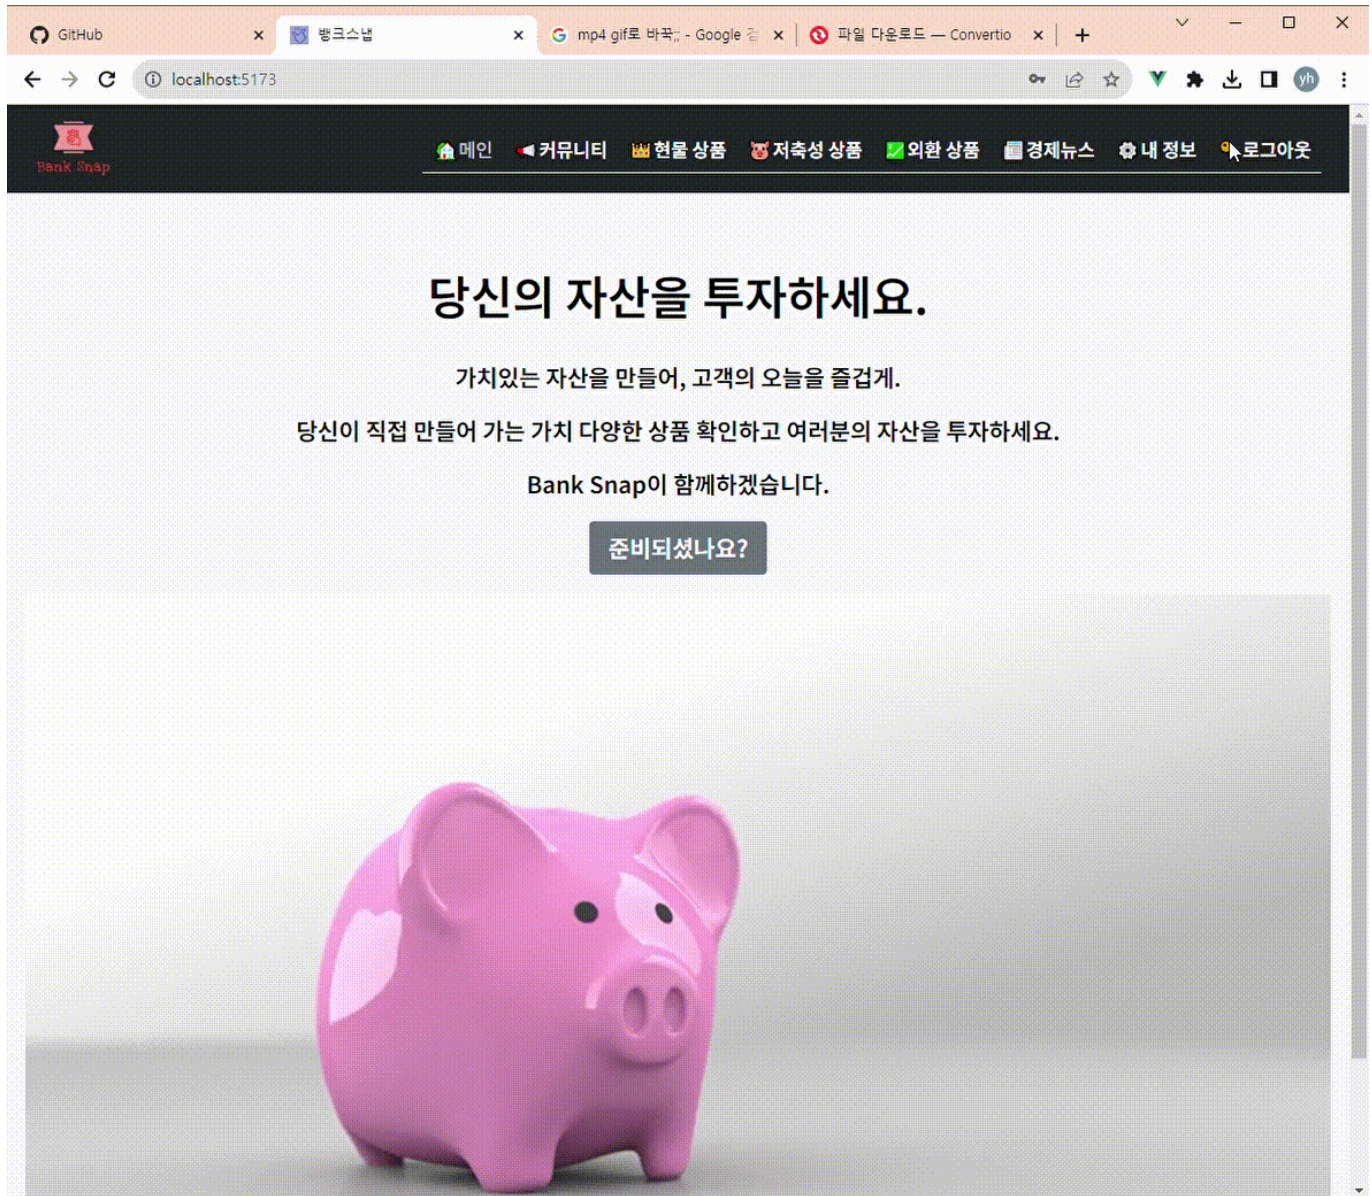 GitHub
뱅크스냅
mp4 gif로 바꾹;; - Google 검
파일 다운로드 — Convertio
localhost:5173
yh
Bank Snap
메인 커뮤니티 현물 상품 저축성 상품 외환 상품 경제뉴스 내 정보 로그아웃
당신의 자산을 투자하세요.
가치있는 자산을 만들어, 고객의 오늘을 즐겁게.
당신이 직접 만들어 가는 가치 다양한 상품 확인하고 여러분의 자산을 투자하세요.
Bank Snap이 함께하겠습니다.
준비되셨나요?